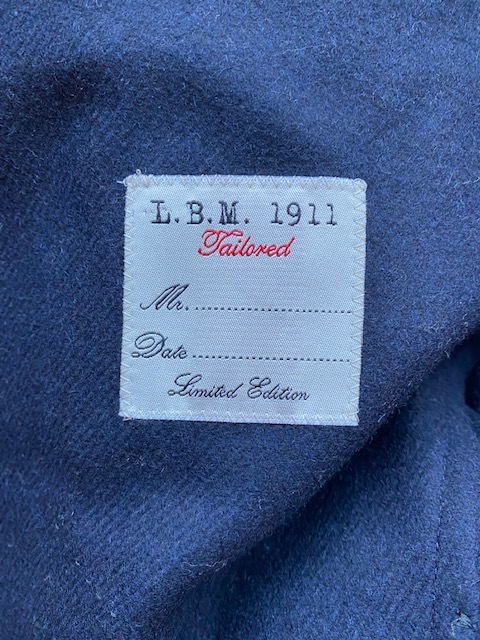 L.B.M. 1911
Tailored
Mr. ........................................
Date ........................................
Limited Edition